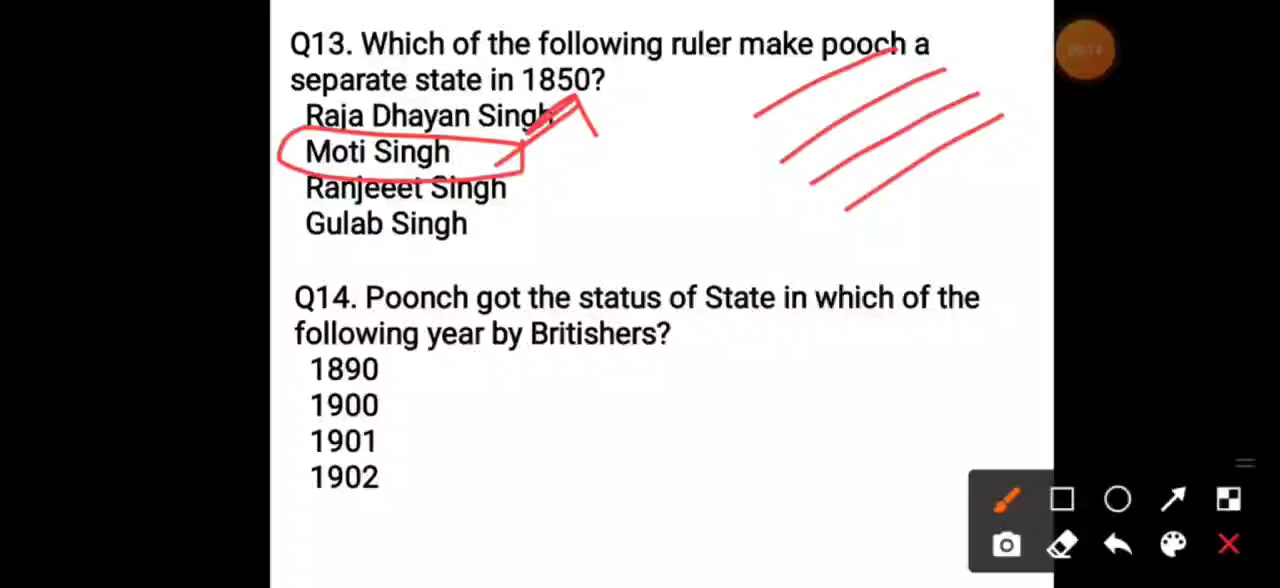 Q13. Which of the following ruler make pooch a
separate state in 1850?
Raja Dhayan Singh
Moti Singh
Ranjeeet Singh
Gulab Singh
Q14. Poonch got the status of State in which of the
following year by Britishers?
1890
1900
1901
1902